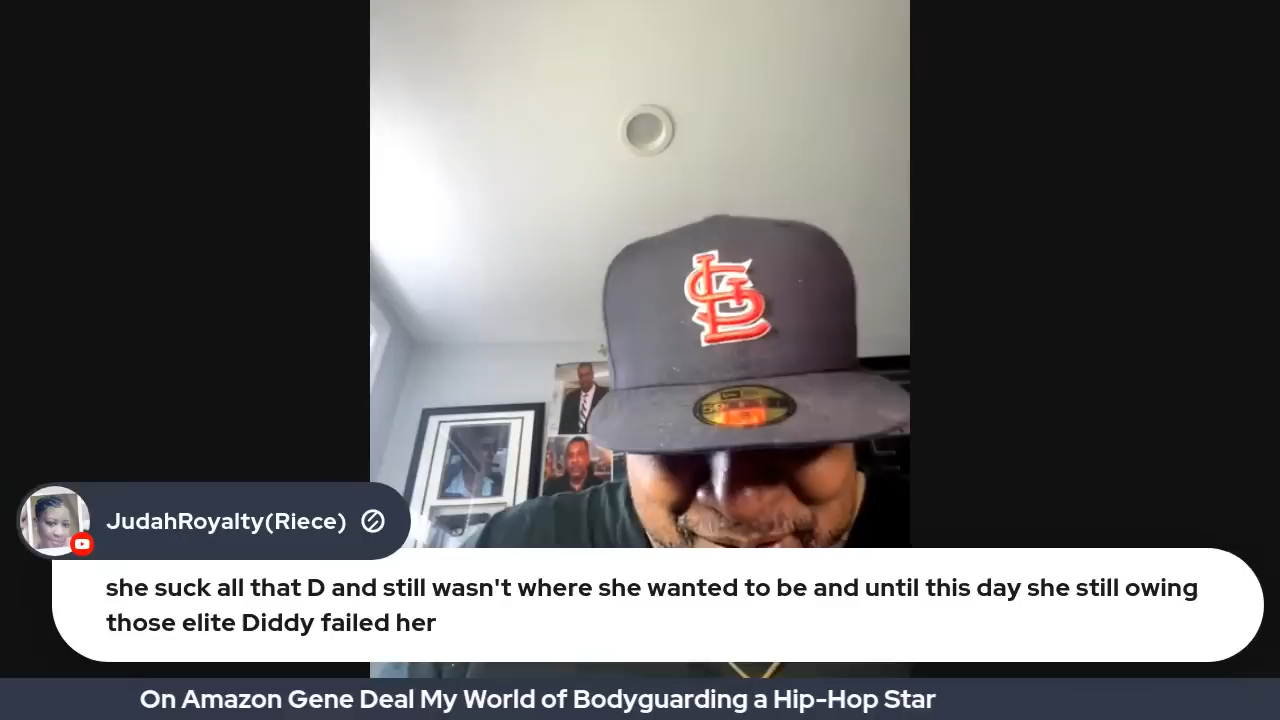 STL
JudahRoyalty(Riece)
she suck all that D and still wasn't where she wanted to be and until this day she still owing
those elite Diddy failed her
On Amazon Gene Deal My World of Bodyguarding a Hip-Hop Star